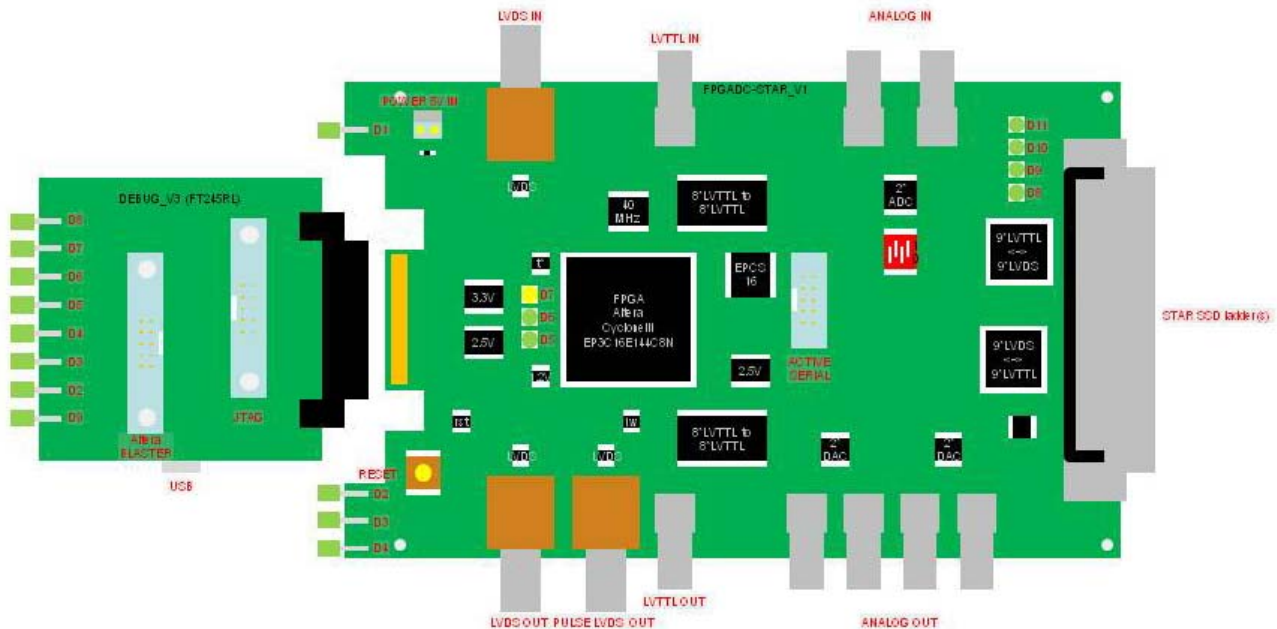 LVDS IN
ANALOG IN
LVTTL IN
FPGADC-STAR_V1
POWER 5V IN
D1
D11
D10
D9
D8
LVDS
40
MHz
8*LVTTL to
8*LVTTL
2*
ADC
DEBUG_V3 (FT245RL)
D8
D7
D6
D5
D4
D3
D2
D9
JTAG
Altera
BLASTER
USB
9*LVTTL
<->
9*LVDS
EPCS
16
3.3V
2.5V
D7
D6
D5
FPGA
Altera
Cyclone III
EP3C16E144C8N
STAR SSD ladder(s)
9*LVDS
<->
9*LVTTL
ACTIVE
SERIAL
2.5V
1.2V
rst
8*LVTTL to
8*LVTTL
LVDS
LVDS
2*
DAC
2*
DAC
RESET
D2
D3
D4
LVTTL OUT
LVDS OUT
PULSE LVDS OUT
ANALOG OUT